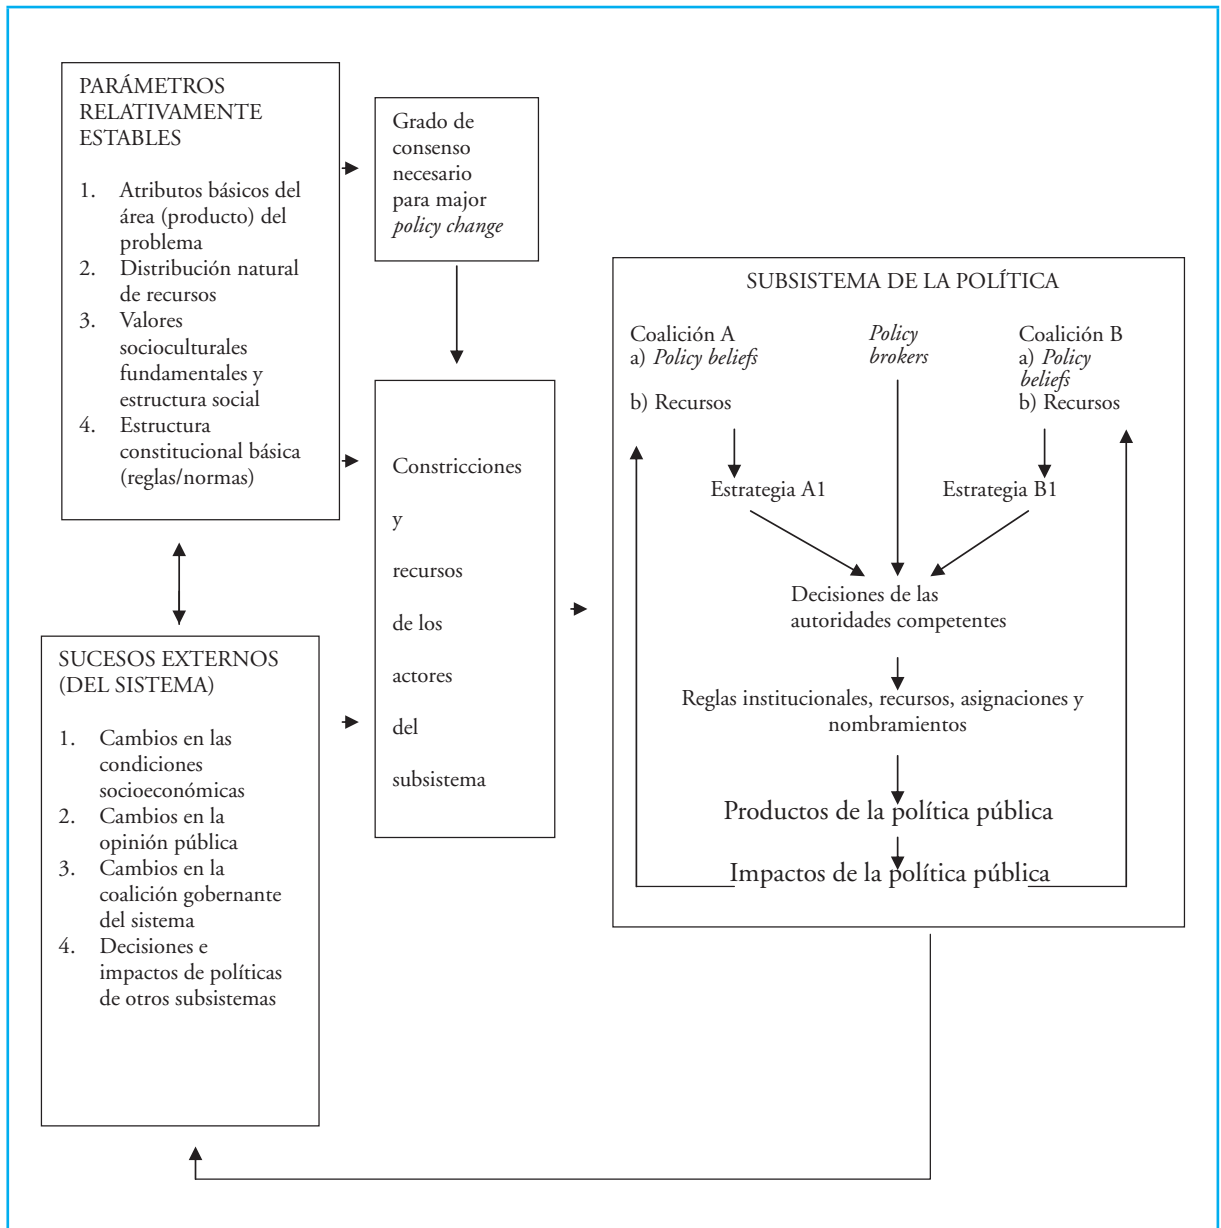 PARÁMETROS
RELATIVAMENTE
ESTABLES
1. Atributos básicos del
área (producto) del
problema
2. Distribución natural
de recursos
3. Valores
socioculturales
fundamentales y
estructura social
4. Estructura
constitucional básica
(reglas/normas)
Grado de
consenso
necesario
para major
policy change
SUCESOS EXTERNOS
(DEL SISTEMA)
1. Cambios en las
condiciones
socioeconómicas
2. Cambios en la
opinión pública
3. Cambios en la
coalición gobernante
del sistema
4. Decisiones e
impactos de políticas
de otros subsistemas
Constricciones
y
recursos
de los
actores
del
subsistema
SUBSISTEMA DE LA POLÍTICA
Coalición A
a) Policy beliefs
b) Recursos
Policy
brokers
Coalición B
a) Policy
beliefs
b) Recursos
Estrategia A1
Estrategia B1
Decisiones de las
autoridades competentes
Reglas institucionales, recursos, asignaciones y
nombramientos
Productos de la política pública
Impactos de la política pública